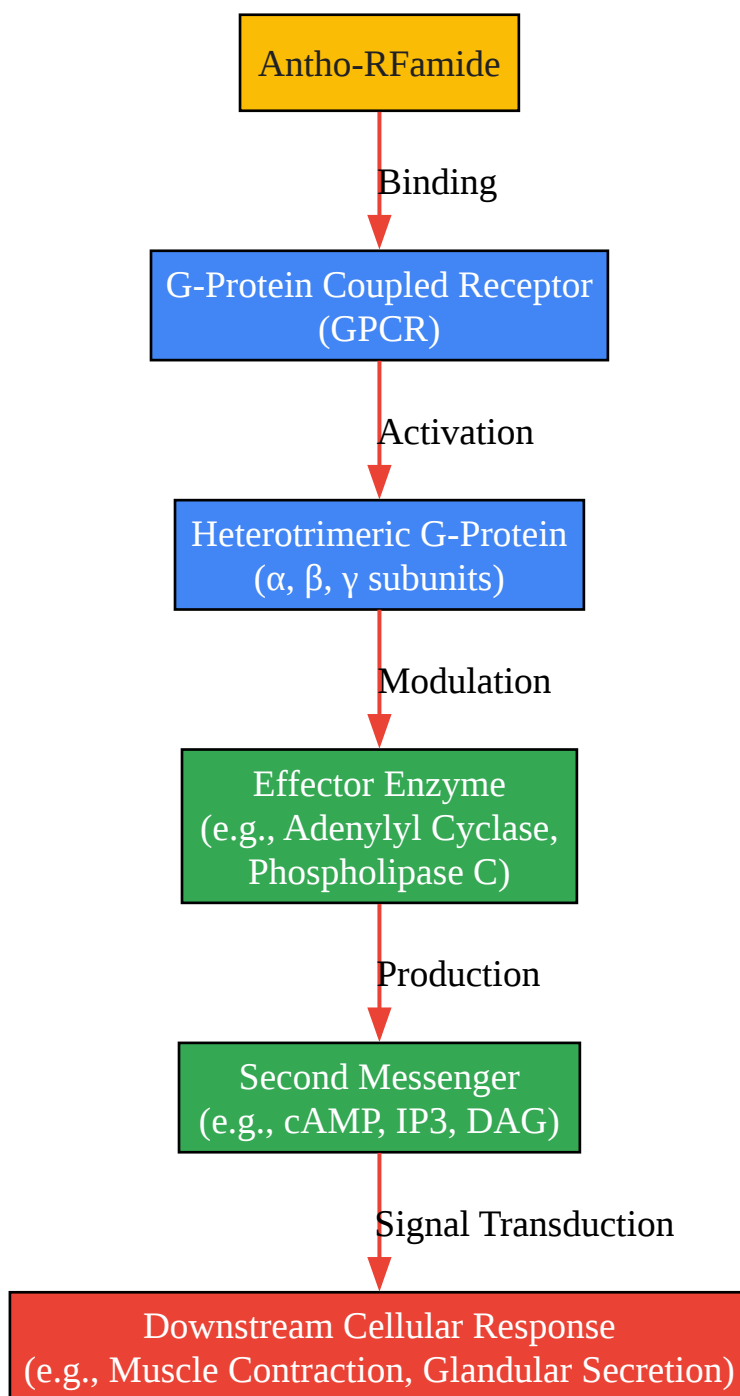 Antho-RFamide
Binding
G-Protein Coupled Receptor
(GPCR)
Activation
Heterotrimeric G-Protein
(α, β, γ subunits)
Modulation
Effector Enzyme
(e.g., Adenylyl Cyclase,
Phospholipase C)
Production
Second Messenger
(e.g., cAMP, IP3, DAG)
Signal Transduction
Downstream Cellular Response
(e.g., Muscle Contraction, Glandular Secretion)